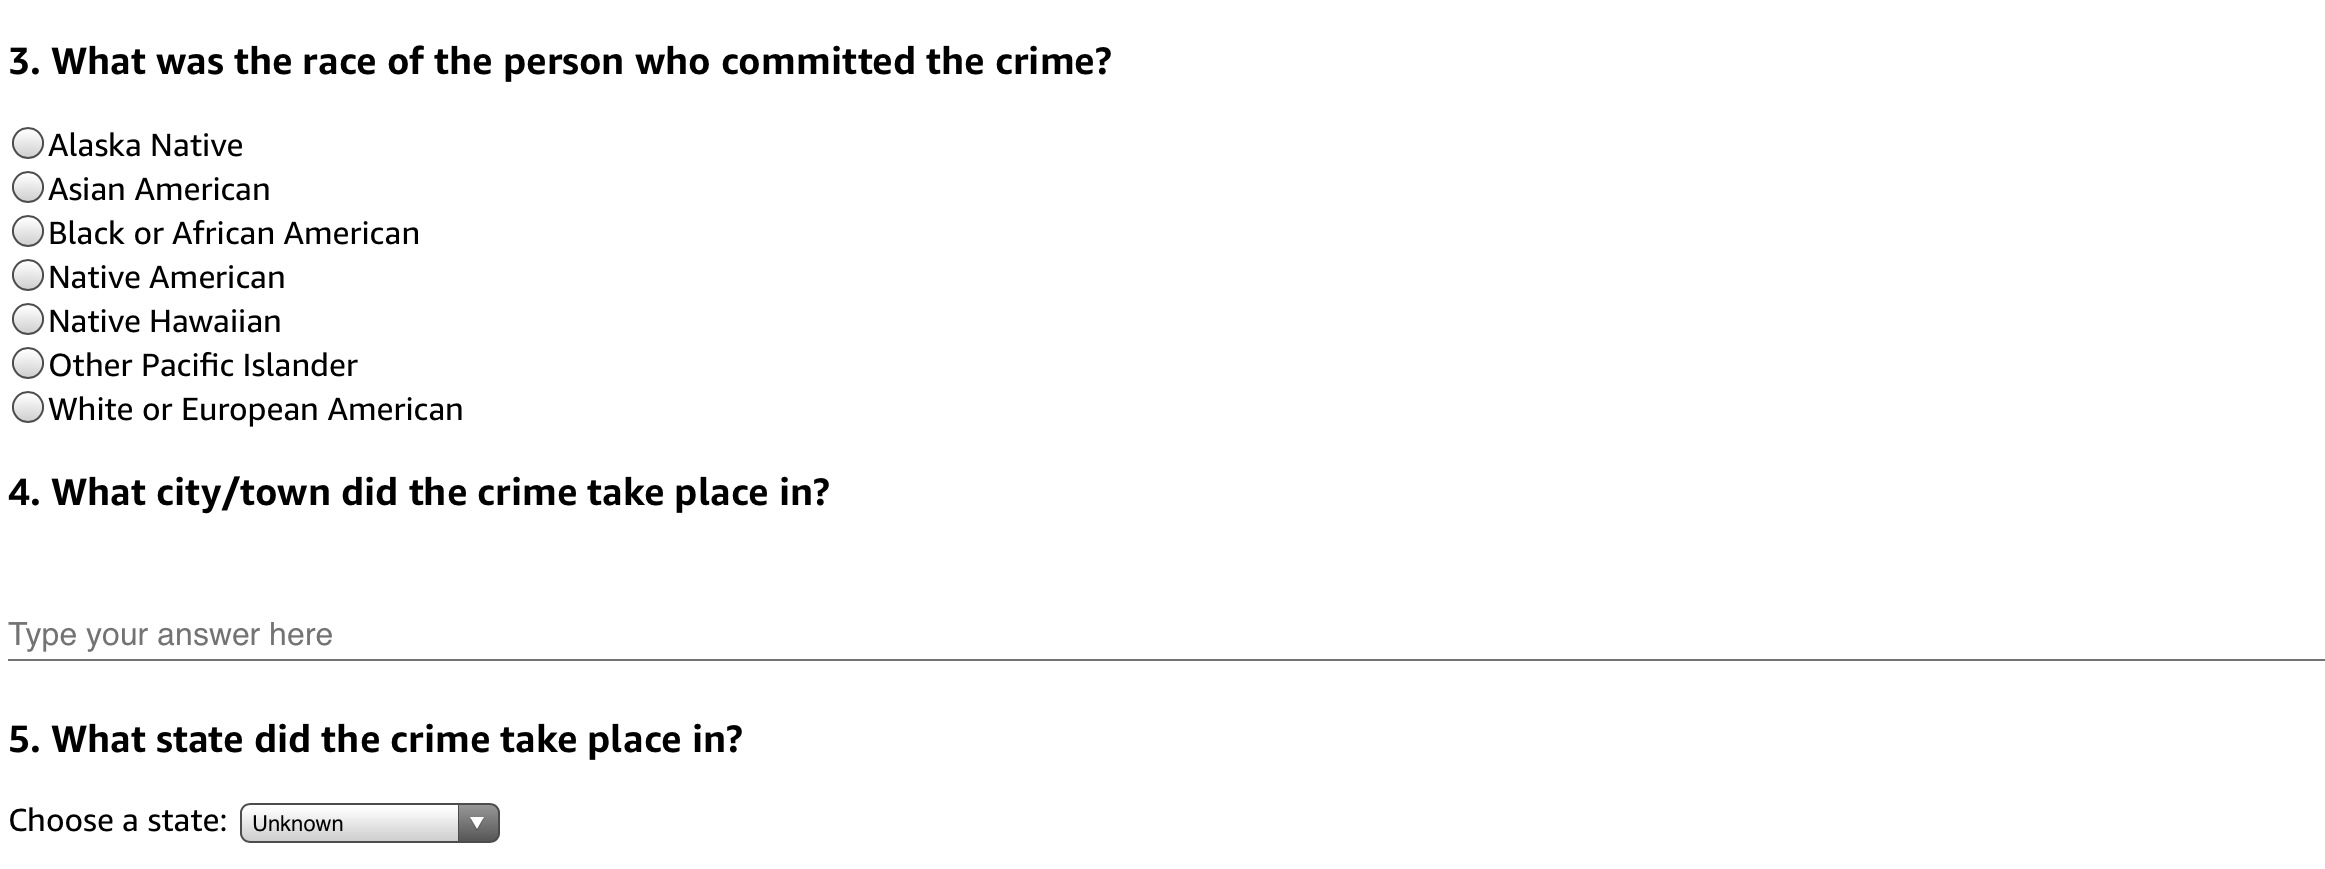 3. What was the race of the person who committed the crime?
Alaska Native
Asian American
Black or African American
Native American
Native Hawaiian
Other Pacific Islander
White or European American
4. What city/town did the crime take place in?
Type your answer here
5. What state did the crime take place in?
Choose a state: Unknown